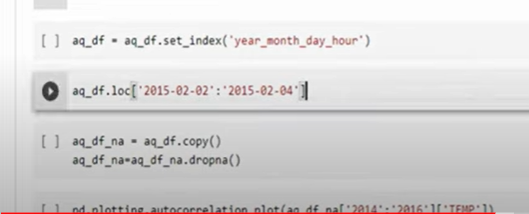 [ ] aq_df = aq_df.set_index('year_month_day_hour')
aq_df.loc['2015-02-02':'2015-02-04']
[ ] aq_df_na = aq_df.copy()
aq_df_na=aq_df_na.dropna()
[ ] pd.plotting.autocorrelation_plot(aq_df_na['2014':'2016']['TEMP'])